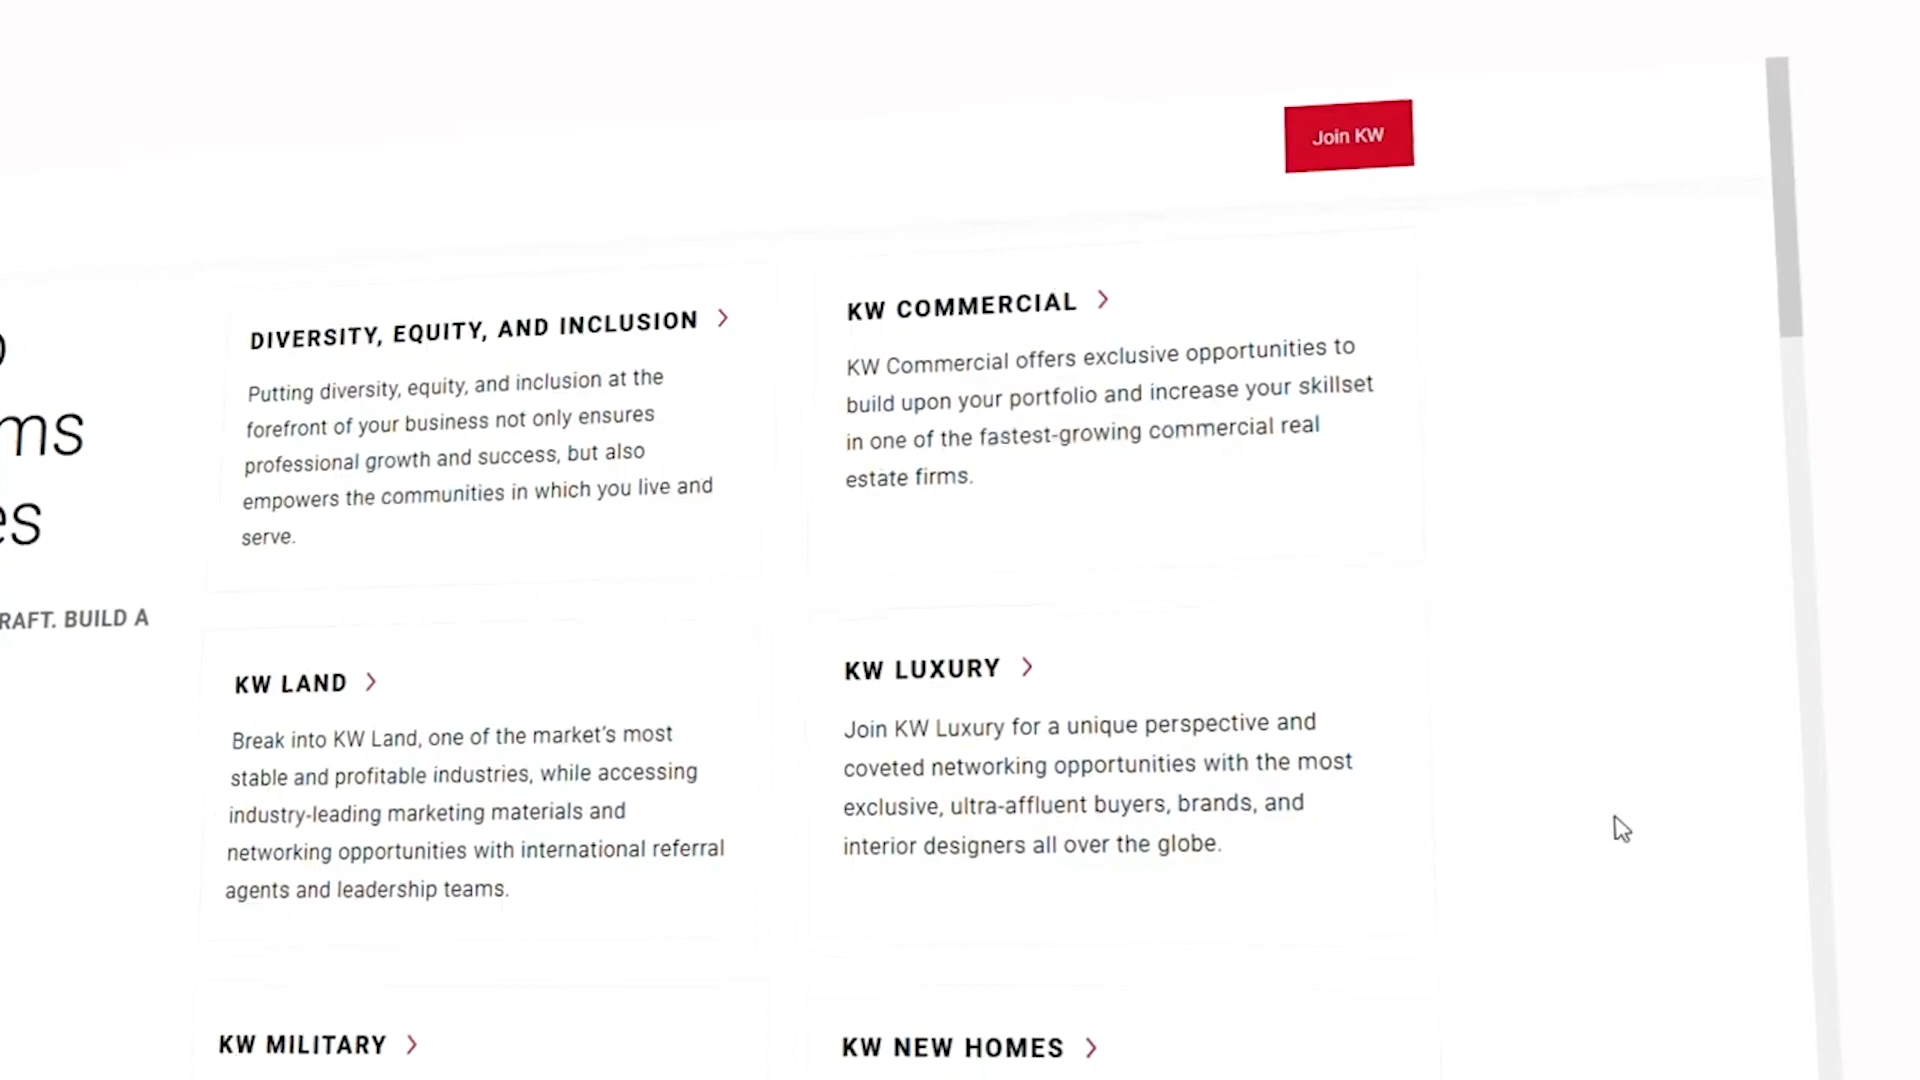 Join KW
ms
es
RAFT. BUILD A
DIVERSITY, EQUITY, AND INCLUSION
Putting diversity, equity, and inclusion at the
forefront of your business not only ensures
professional growth and success, but also
empowers the communities in which you live and
serve.
KW COMMERCIAL
KW Commercial offers exclusive opportunities to
build upon your portfolio and increase your skillset
in one of the fastest-growing commercial real
estate firms.
KW LAND
Break into KW Land, one of the market's most
stable and profitable industries, while accessing
industry-leading marketing materials and
networking opportunities with international referral
agents and leadership teams.
KW LUXURY
Join KW Luxury for a unique perspective and
coveted networking opportunities with the most
exclusive, ultra-affluent buyers, brands, and
interior designers all over the globe.
KW MILITARY
KW NEW HOMES